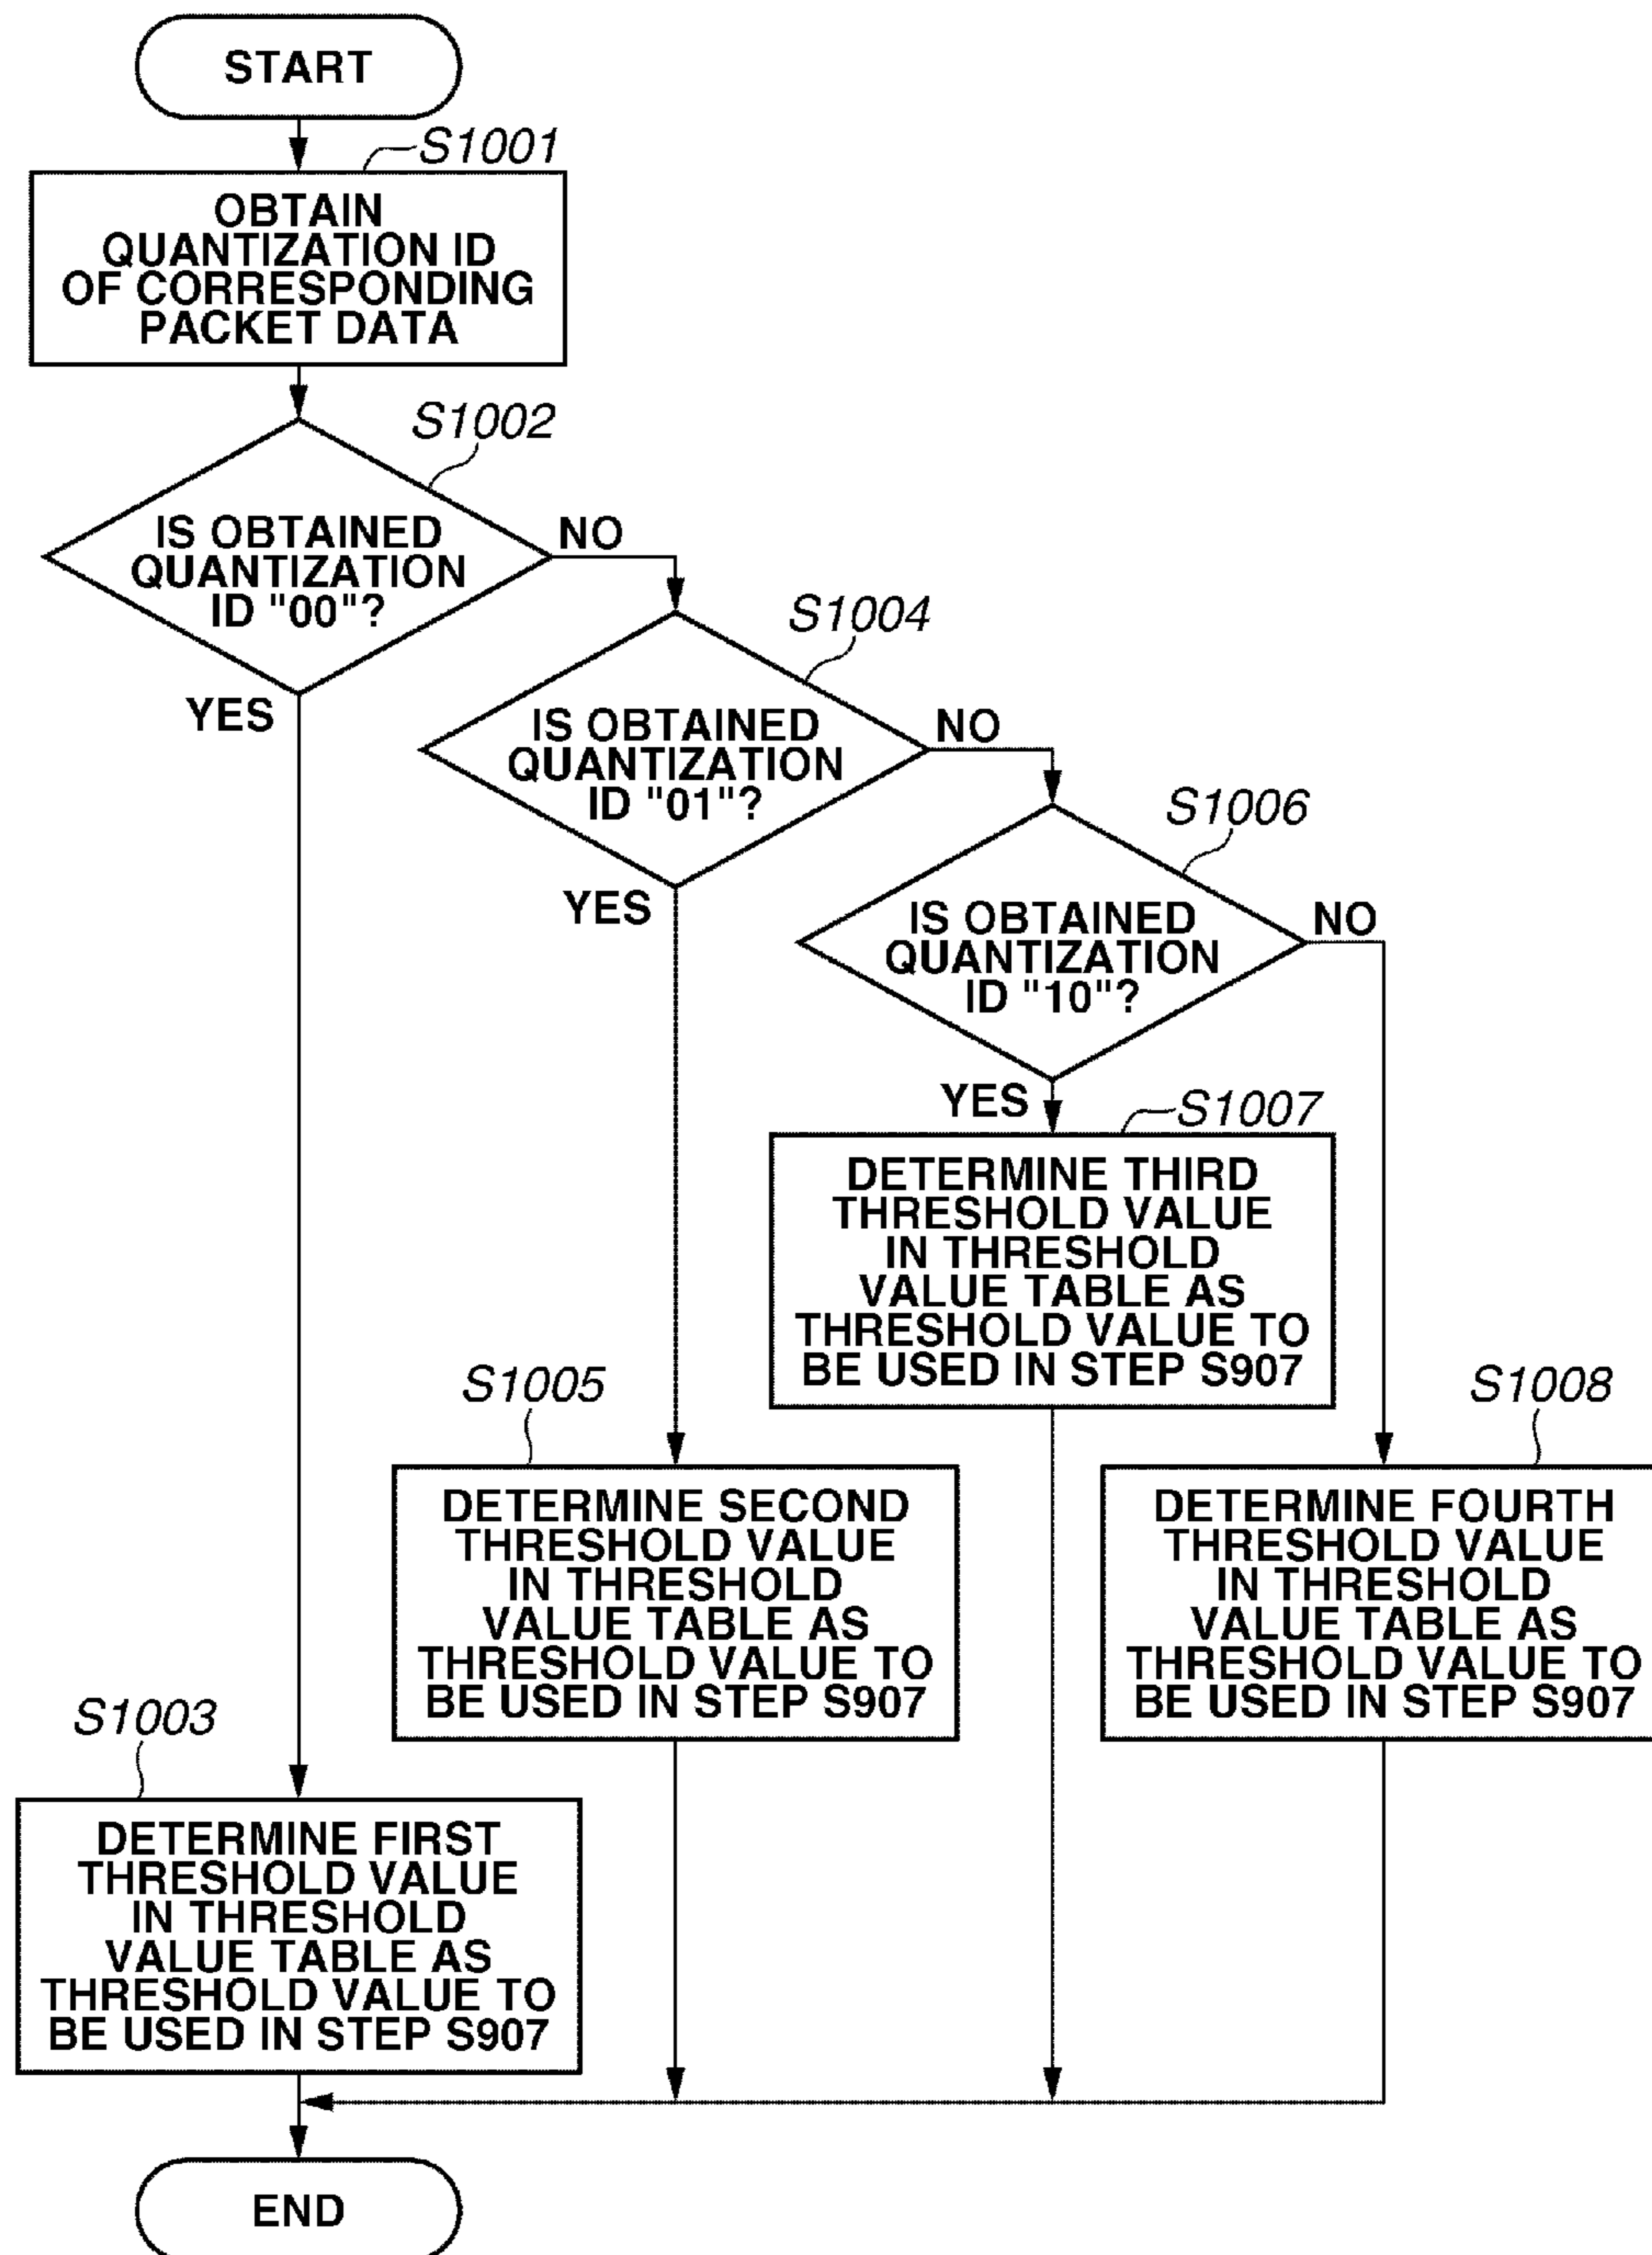 START
S1001
OBTAIN
QUANTIZATION ID
OF CORRESPONDING
PACKET DATA
S1002
IS OBTAINED
QUANTIZATION
ID "00"?
NO
YES
S1004
IS OBTAINED
QUANTIZATION
ID "01"?
NO
YES
S1006
IS OBTAINED
QUANTIZATION
ID "10"?
NO
YES
S1007
DETERMINE THIRD
THRESHOLD VALUE
IN THRESHOLD
VALUE TABLE AS
THRESHOLD VALUE TO
BE USED IN STEP S907
S1005
DETERMINE SECOND
THRESHOLD VALUE
IN THRESHOLD
VALUE TABLE AS
THRESHOLD VALUE TO
BE USED IN STEP S907
S1008
DETERMINE FOURTH
THRESHOLD VALUE
IN THRESHOLD
VALUE TABLE AS
THRESHOLD VALUE TO
BE USED IN STEP S907
S1003
DETERMINE FIRST
THRESHOLD VALUE
IN THRESHOLD
VALUE TABLE AS
THRESHOLD VALUE TO
BE USED IN STEP S907
END